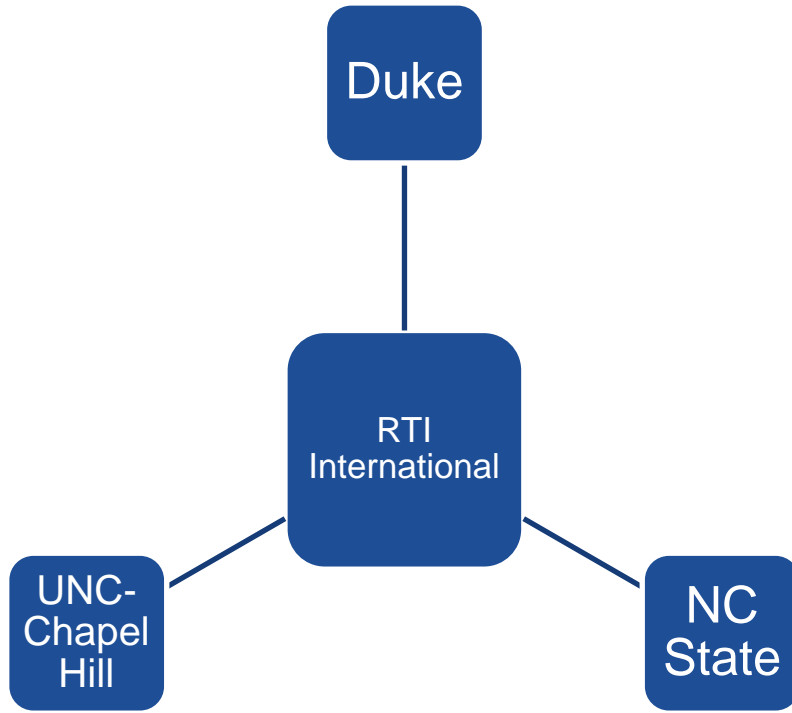 Duke
RTI
International
UNC-
Chapel
Hill
NC
State